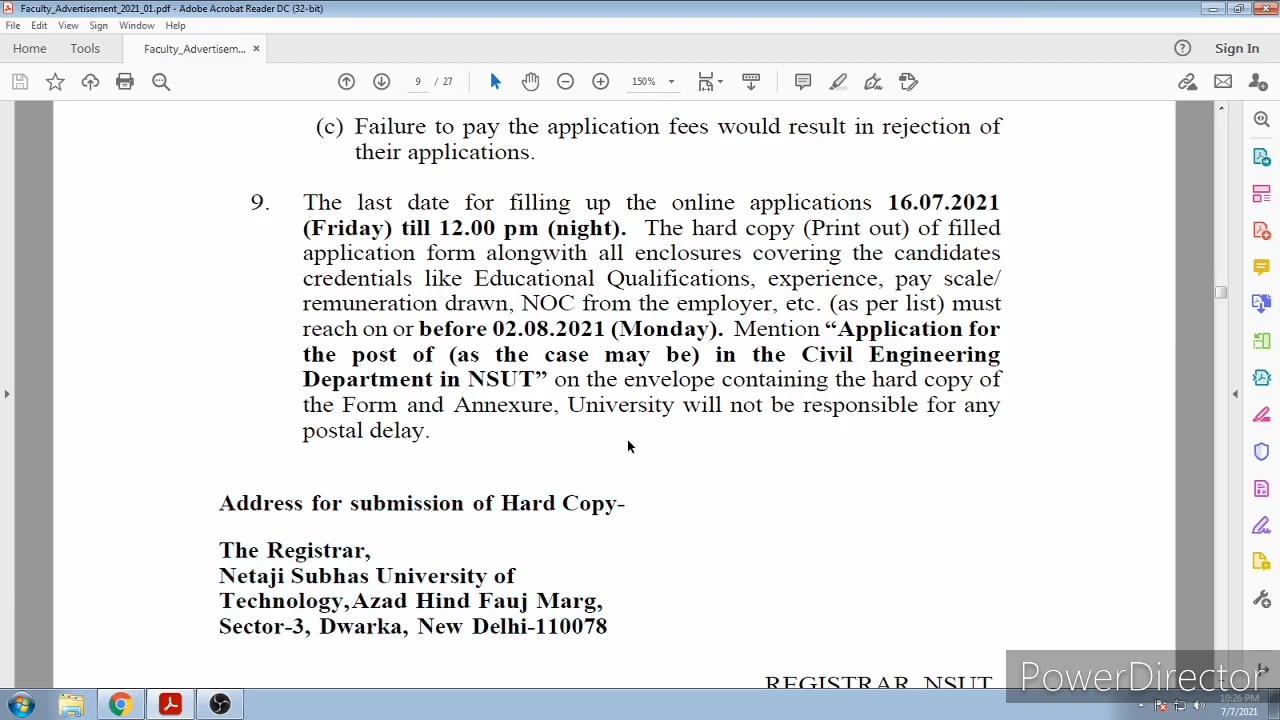 Faculty_Advertisement_2021_01.pdf - Adobe Acrobat Reader DC (32-bit)
File Edit View Sign Window Help
Home Tools Faculty_Advertisem... × Sign In
9 / 27 150%
(c) Failure to pay the application fees would result in rejection of
their applications.
9. The last date for filling up the online applications 16.07.2021
(Friday) till 12.00 pm (night). The hard copy (Print out) of filled
application form alongwith all enclosures covering the candidates
credentials like Educational Qualifications, experience, pay scale/
remuneration drawn, NOC from the employer, etc. (as per list) must
reach on or before 02.08.2021 (Monday). Mention “Application for
the post of (as the case may be) in the Civil Engineering
Department in NSUT” on the envelope containing the hard copy of
the Form and Annexure, University will not be responsible for any
postal delay.
Address for submission of Hard Copy-
The Registrar,
Netaji Subhas University of
Technology,Azad Hind Fauj Marg,
Sector-3, Dwarka, New Delhi-110078
REGISTRAR, NSUT
PowerDirector
10:26 PM
7/7/2021